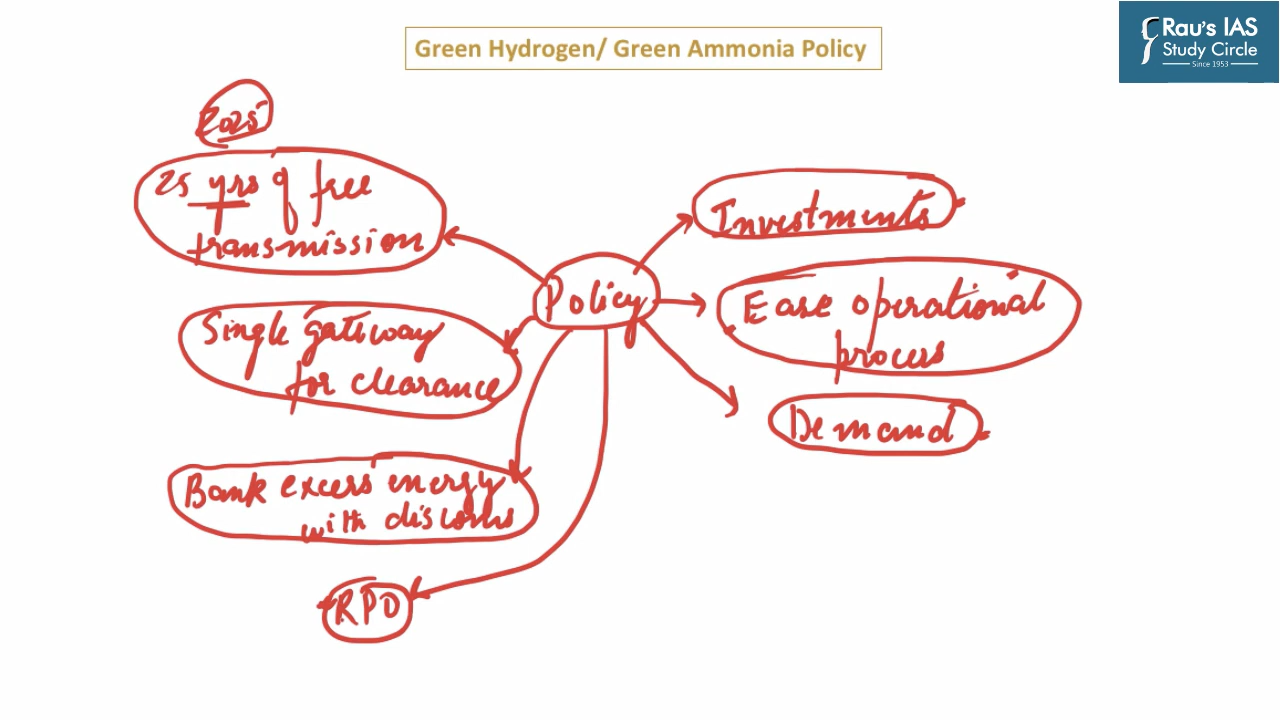 Green Hydrogen/ Green Ammonia Policy
Rau's IAS
Study Circle
Since 1953
2025
25 yrs of free
transmission
Single gateway
for clearance
Bank excess energy
with discoms
RPO
Policy
Investments
Ease operational
process
Demand